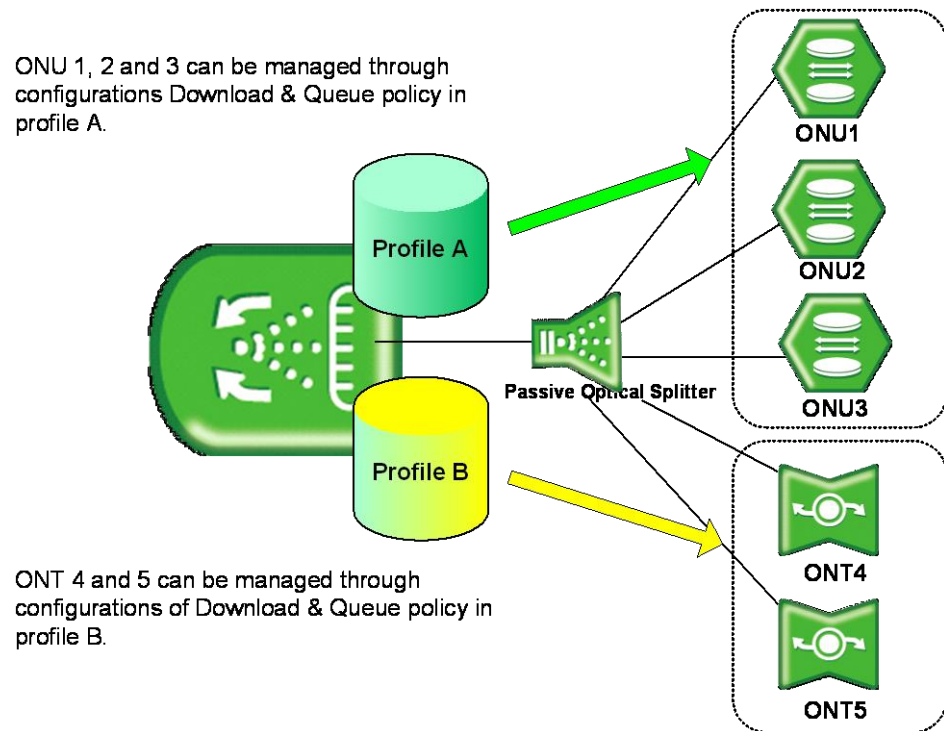 ONU 1, 2 and 3 can be managed through
configurations Download & Queue policy in
profile A.
ONU1
Profile A
ONU2
ONU3
Passive Optical Splitter
Profile B
ONT4
ONT 4 and 5 can be managed through
configurations of Download & Queue policy in
profile B.
ONT5